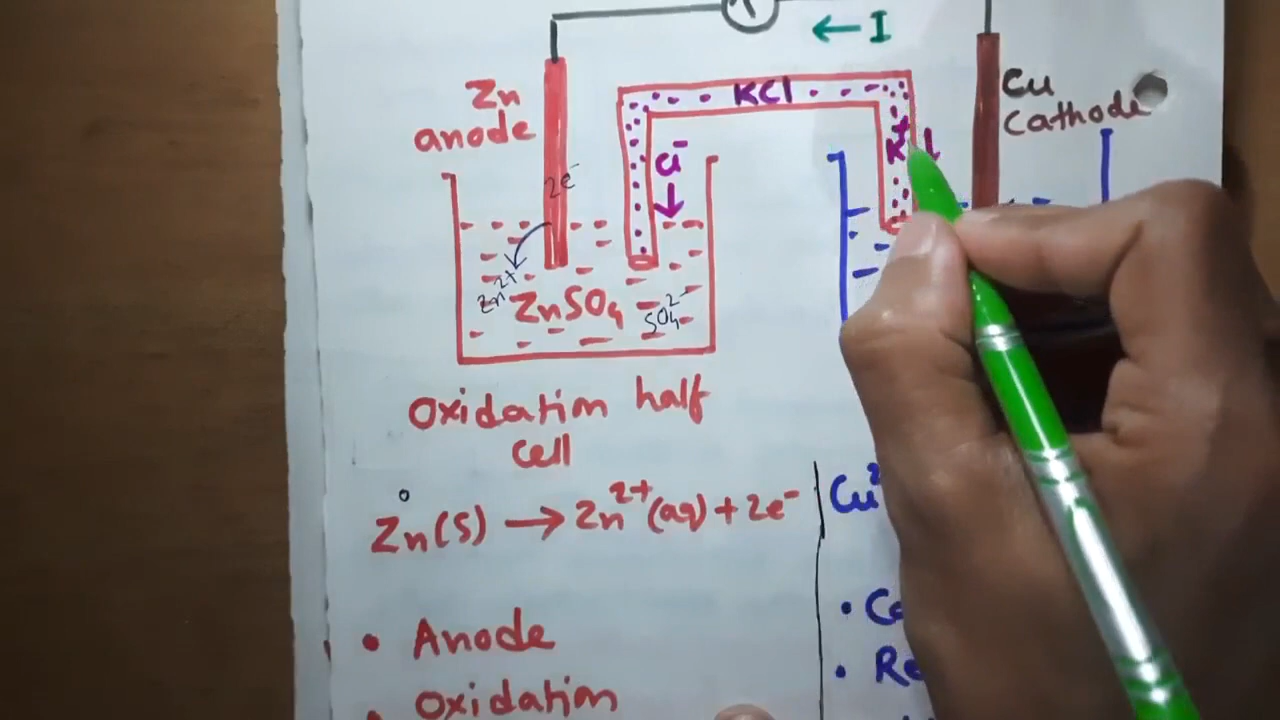 ← I
Zn
anode
KCl
Cu
Cathode
Cl⁻
K⁺
2e⁻
Zn²⁺
ZnSO₄
SO₄²⁻
Oxidation half
cell
Zn(s) → Zn²⁺(aq) + 2e⁻
• Anode
• Oxidation